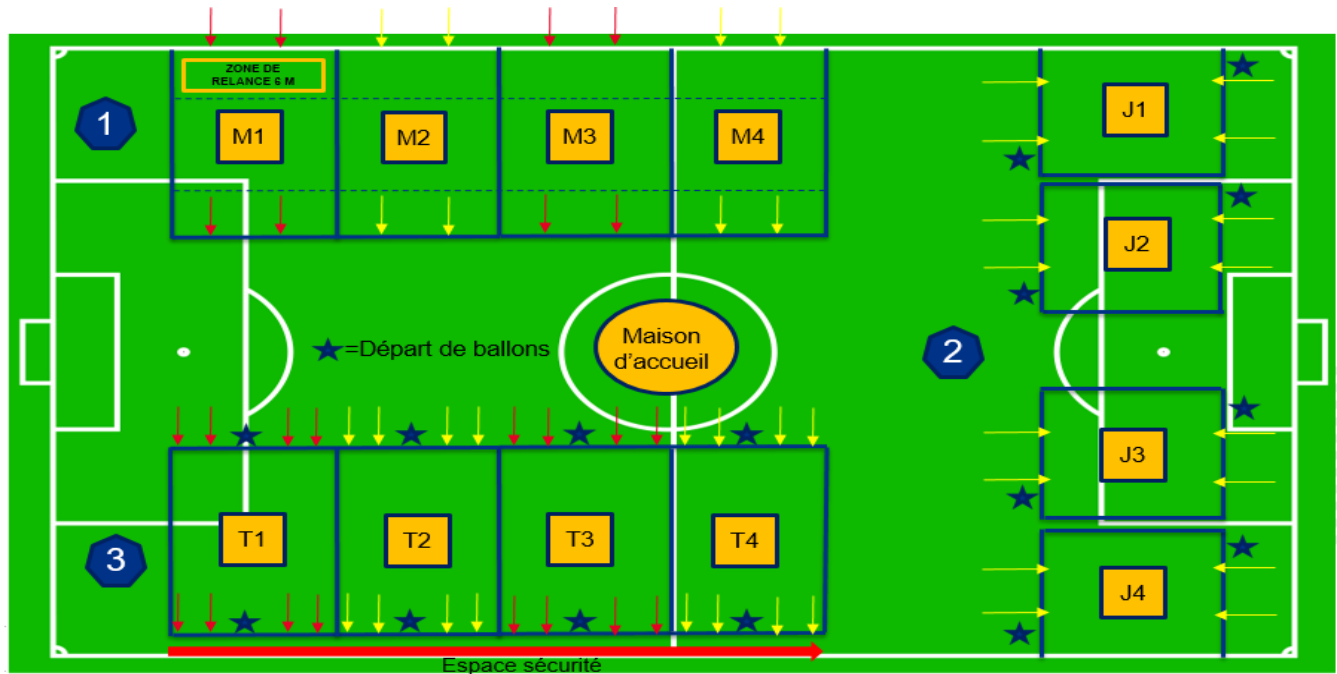 ZONE DE
RELANCE 6 M
1
M1
M2
M3
M4
J1
J2
★=Départ de ballons
Maison
d’accueil
2
J3
3
T1
T2
T3
T4
J4
Espace sécurité